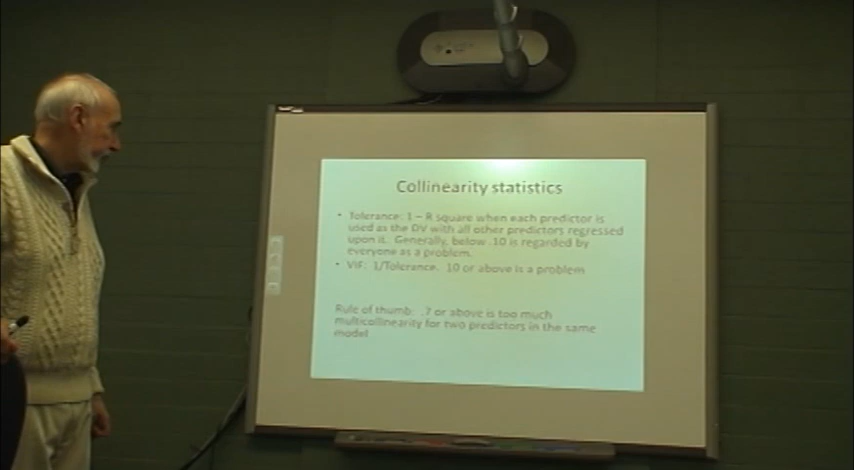 Collinearity statistics
• Tolerance: 1 – R square when each predictor is
used as the DV with all other predictors regressed
upon it. Generally, below .10 is regarded by
everyone as a problem.
• VIF: 1/Tolerance. 10 or above is a problem
Rule of thumb: .7 or above is too much
multicollinearity for two predictors in the same
model